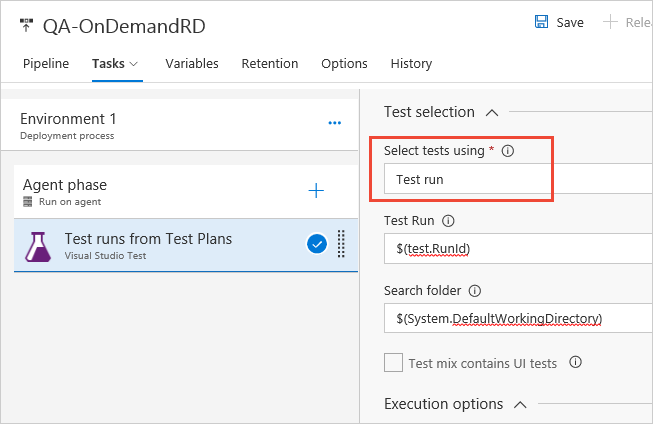 QA-OnDemandRD
Save
Relea
Pipeline Tasks Variables Retention Options History
Environment 1
Deployment process
Agent phase
Run on agent
Test runs from Test Plans
Visual Studio Test
Test selection
Select tests using *
Test run
Test Run
$(test.RunId)
Search folder
$(System.DefaultWorkingDirectory)
Test mix contains UI tests
Execution options